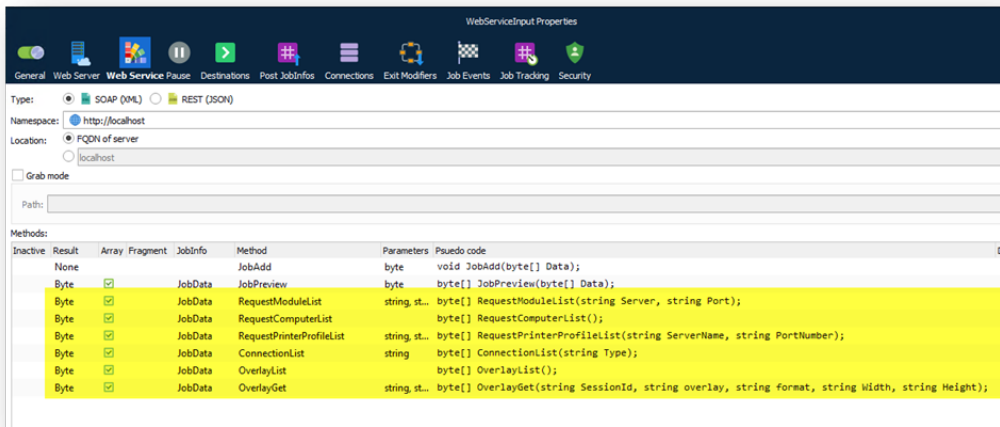 WebServiceInput Properties
General Web Server Web Service Pause Destinations Post JobInfos Connections Exit Modifiers Job Events Job Tracking Security
Type: SOAP (XML) REST (JSON)
Namespace: http://localhost
Location: FQDN of server
localhost
Grab mode
Path:
Methods:
Inactive Result Array Fragment JobInfo Method Parameters Psuedo code D
None JobAdd byte void JobAdd(byte[] Data);
Byte JobData JobPreview byte byte[] JobPreview(byte[] Data);
Byte JobData RequestModuleList string, st... byte[] RequestModuleList(string Server, string Port);
Byte JobData RequestComputerList byte[] RequestComputerList();
Byte JobData RequestPrinterProfileList string, st... byte[] RequestPrinterProfileList(string ServerName, string PortNumber);
Byte JobData ConnectionList string byte[] ConnectionList(string Type);
Byte JobData OverlayList byte[] OverlayList();
Byte JobData OverlayGet string, st... byte[] OverlayGet(string SessionId, string overlay, string format, string Width, string Height);